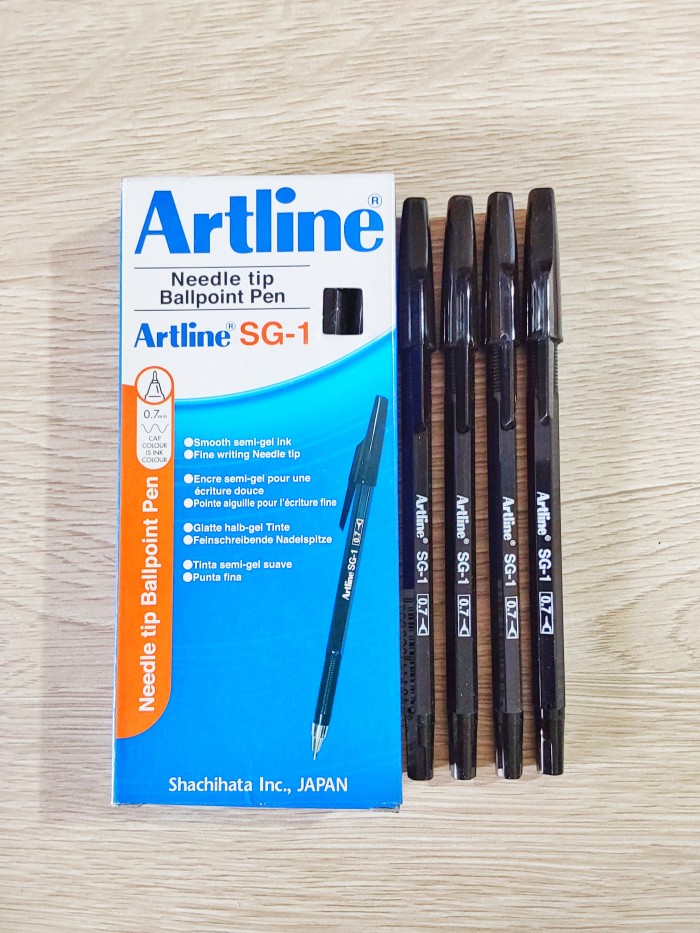 Artline®
Needle tip
Ballpoint Pen
Artline® SG-1
0.7mm
CAP
COLOUR
IS INK
COLOUR
Needle tip Ballpoint Pen
●Smooth semi-gel ink
●Fine writing Needle tip
●Encre semi-gel pour une
écriture douce
●Pointe aiguille pour l'écriture fine
●Glatte halb-gel Tinte
●Feinschreibende Nadelspitze
●Tinta semi-gel suave
●Punta fina
Artline SG-1 0.7
Shachihata Inc., JAPAN
Artline® SG-1 0.7
Artline® SG-1 0.7
Artline® SG-1 0.7
Artline® SG-1 0.7